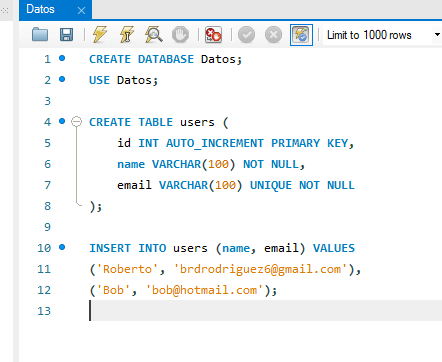 Datos
Limit to 1000 rows
1 CREATE DATABASE Datos;
2 USE Datos;
3
4 CREATE TABLE users (
5 id INT AUTO_INCREMENT PRIMARY KEY,
6 name VARCHAR(100) NOT NULL,
7 email VARCHAR(100) UNIQUE NOT NULL
8 );
9
10 INSERT INTO users (name, email) VALUES
11 ('Roberto', 'brdrodriguez6@gmail.com'),
12 ('Bob', 'bob@hotmail.com');
13